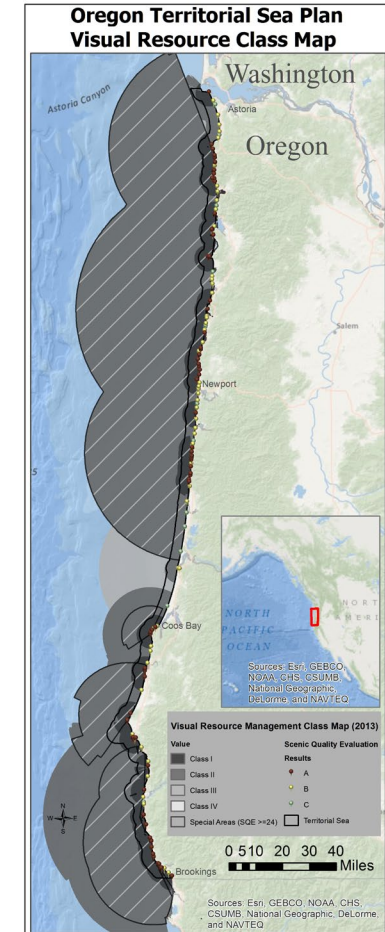 Oregon Territorial Sea Plan
Visual Resource Class Map
Washington
Astoria Canyon
Astoria
Oregon
Salem
Newport
5
Coos Bay
NORTH
PACIFIC
OCEAN
NORT
AMERI
Sources: Esri, GEBCO,
NOAA, CHS, CSUMB,
National Geographic,
DeLorme, and NAVTEQ
Visual Resource Management Class Map (2013)
Value
Class I
Class II
Class III
Class IV
Special Areas (SQE >=24)
Scenic Quality Evaluation
Results
A
B
C
Territorial Sea
N
W E
S
0 5 10 20 30 40
Miles
Brookings
Sources: Esri, GEBCO, NOAA, CHS,
CSUMB, National Geographic, DeLorme,
and NAVTEQ